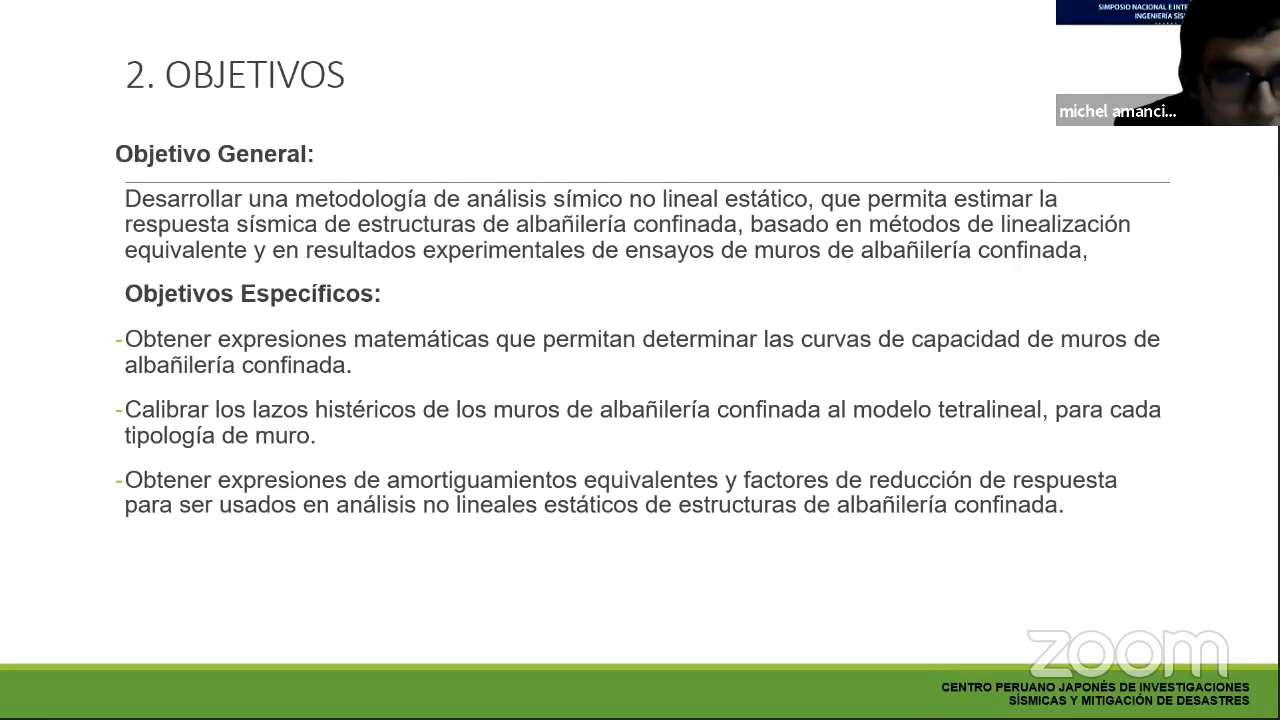 SIMPOSIO NACIONAL E
INGENIERÍA
2. OBJETIVOS
michel amanci...
Objetivo General:
Desarrollar una metodología de análisis símico no lineal estático, que permita estimar la
respuesta sísmica de estructuras de albañilería confinada, basado en métodos de linealización
equivalente y en resultados experimentales de ensayos de muros de albañilería confinada,
Objetivos Específicos:
-Obtener expresiones matemáticas que permitan determinar las curvas de capacidad de muros de
albañilería confinada.
-Calibrar los lazos histéricos de los muros de albañilería confinada al modelo tetralineal, para cada
tipología de muro.
-Obtener expresiones de amortiguamientos equivalentes y factores de reducción de respuesta
para ser usados en análisis no lineales estáticos de estructuras de albañilería confinada.
zoom
CENTRO PERUANO JAPONÉS DE INVESTIGACIONES
SÍSMICAS Y MITIGACIÓN DE DESASTRES